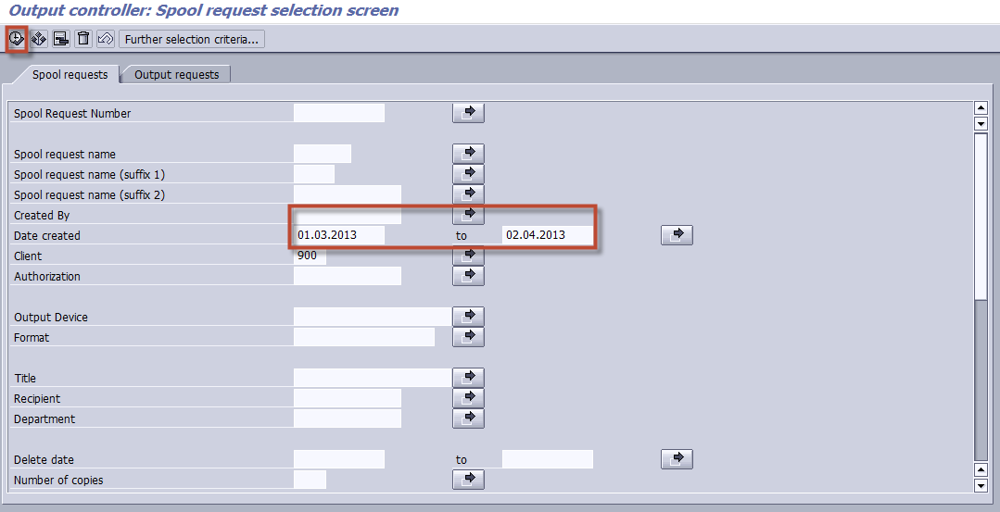 Output controller: Spool request selection screen
Further selection criteria...
Spool requests Output requests
Spool Request Number
Spool request name
Spool request name (suffix 1)
Spool request name (suffix 2)
Created By
Date created 01.03.2013 to 02.04.2013
Client 900
Authorization
Output Device
Format
Title
Recipient
Department
Delete date to
Number of copies